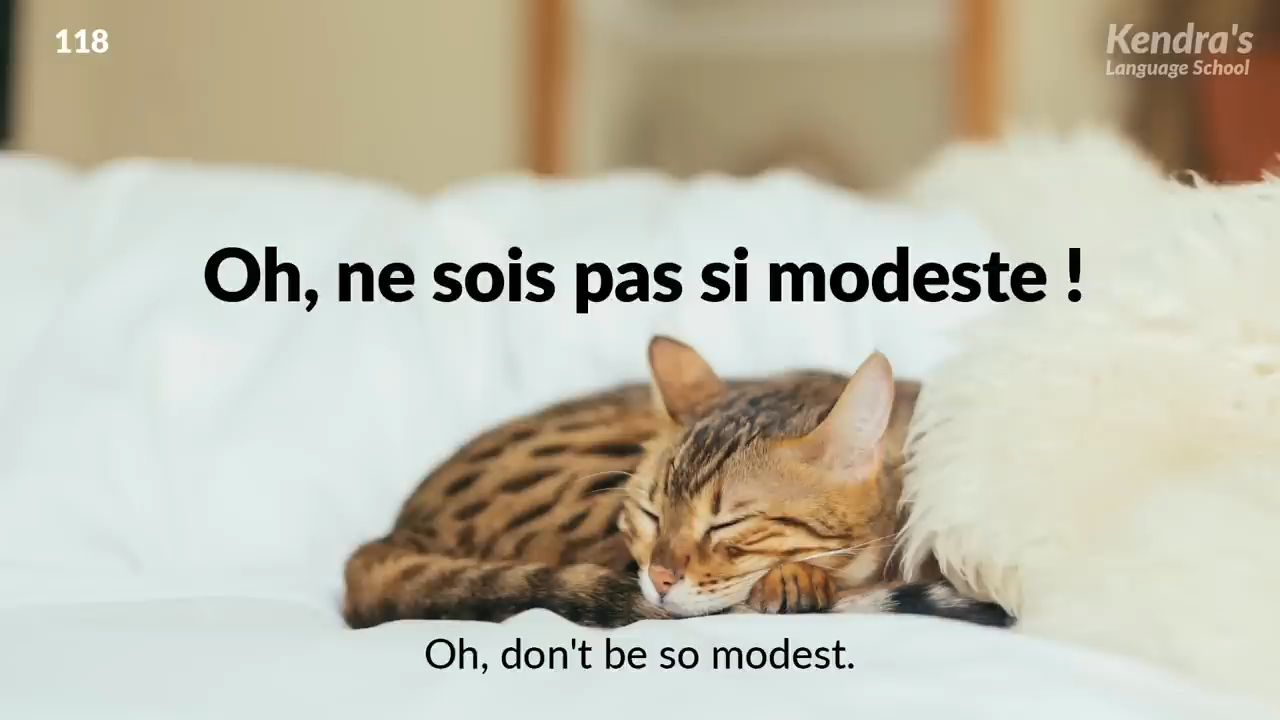 118
Kendra's
Language School
Oh, ne sois pas si modeste !
Oh, don't be so modest.